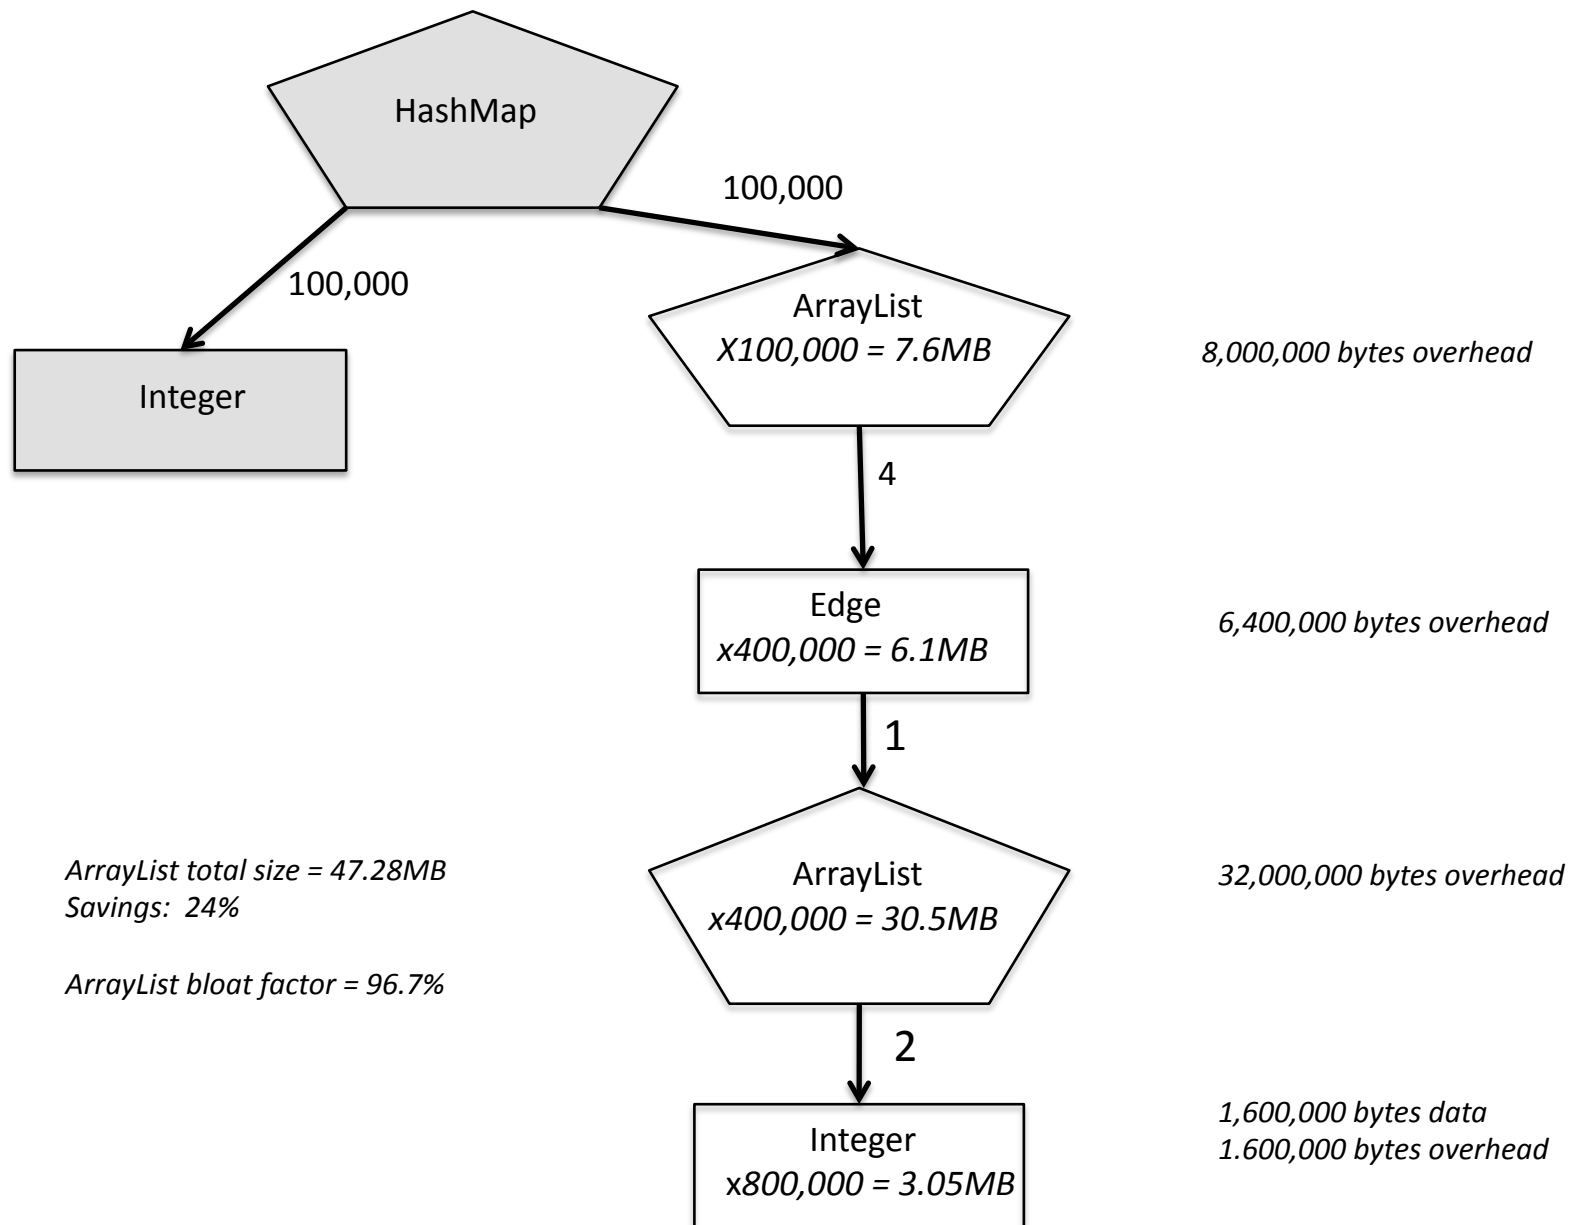 HashMap
100,000
100,000
Integer
ArrayList
X100,000 = 7.6MB
8,000,000 bytes overhead
4
Edge
x400,000 = 6.1MB
6,400,000 bytes overhead
1
ArrayList total size = 47.28MB
Savings: 24%
ArrayList bloat factor = 96.7%
ArrayList
x400,000 = 30.5MB
32,000,000 bytes overhead
2
Integer
x800,000 = 3.05MB
1,600,000 bytes data
1.600,000 bytes overhead